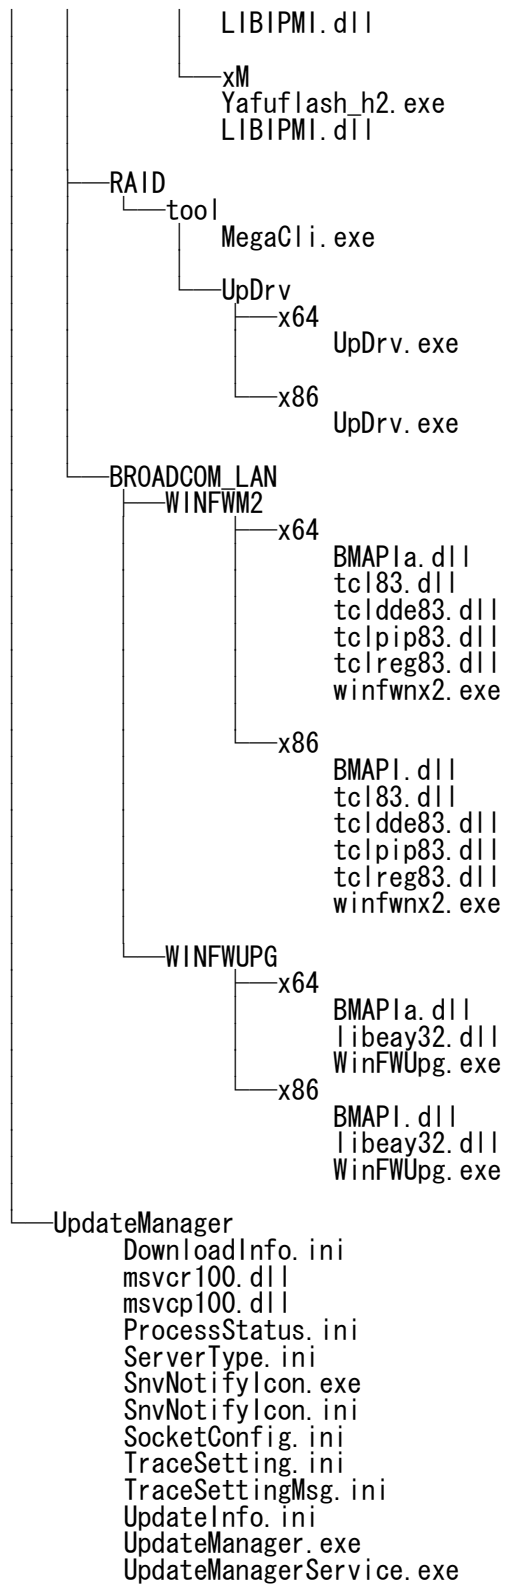 LIBIPMI.dll
xM
Yafuflash_h2.exe
LIBIPMI.dll
RAID
tool
MegaCli.exe
UpDrv
x64
UpDrv.exe
x86
UpDrv.exe
BROADCOM_LAN
WINFWM2
x64
BMAPIa.dll
tcl83.dll
tcldde83.dll
tclpip83.dll
tclreg83.dll
winfwnx2.exe
x86
BMAPI.dll
tcl83.dll
tcldde83.dll
tclpip83.dll
tclreg83.dll
winfwnx2.exe
WINFWUPG
x64
BMAPIa.dll
libeay32.dll
WinFWUpg.exe
x86
BMAPI.dll
libeay32.dll
WinFWUpg.exe
UpdateManager
DownloadInfo.ini
msvcr100.dll
msvcp100.dll
ProcessStatus.ini
ServerType.ini
SnvNotifyIcon.exe
SnvNotifyIcon.ini
SocketConfig.ini
TraceSetting.ini
TraceSettingMsg.ini
UpdateInfo.ini
UpdateManager.exe
UpdateManagerService.exe